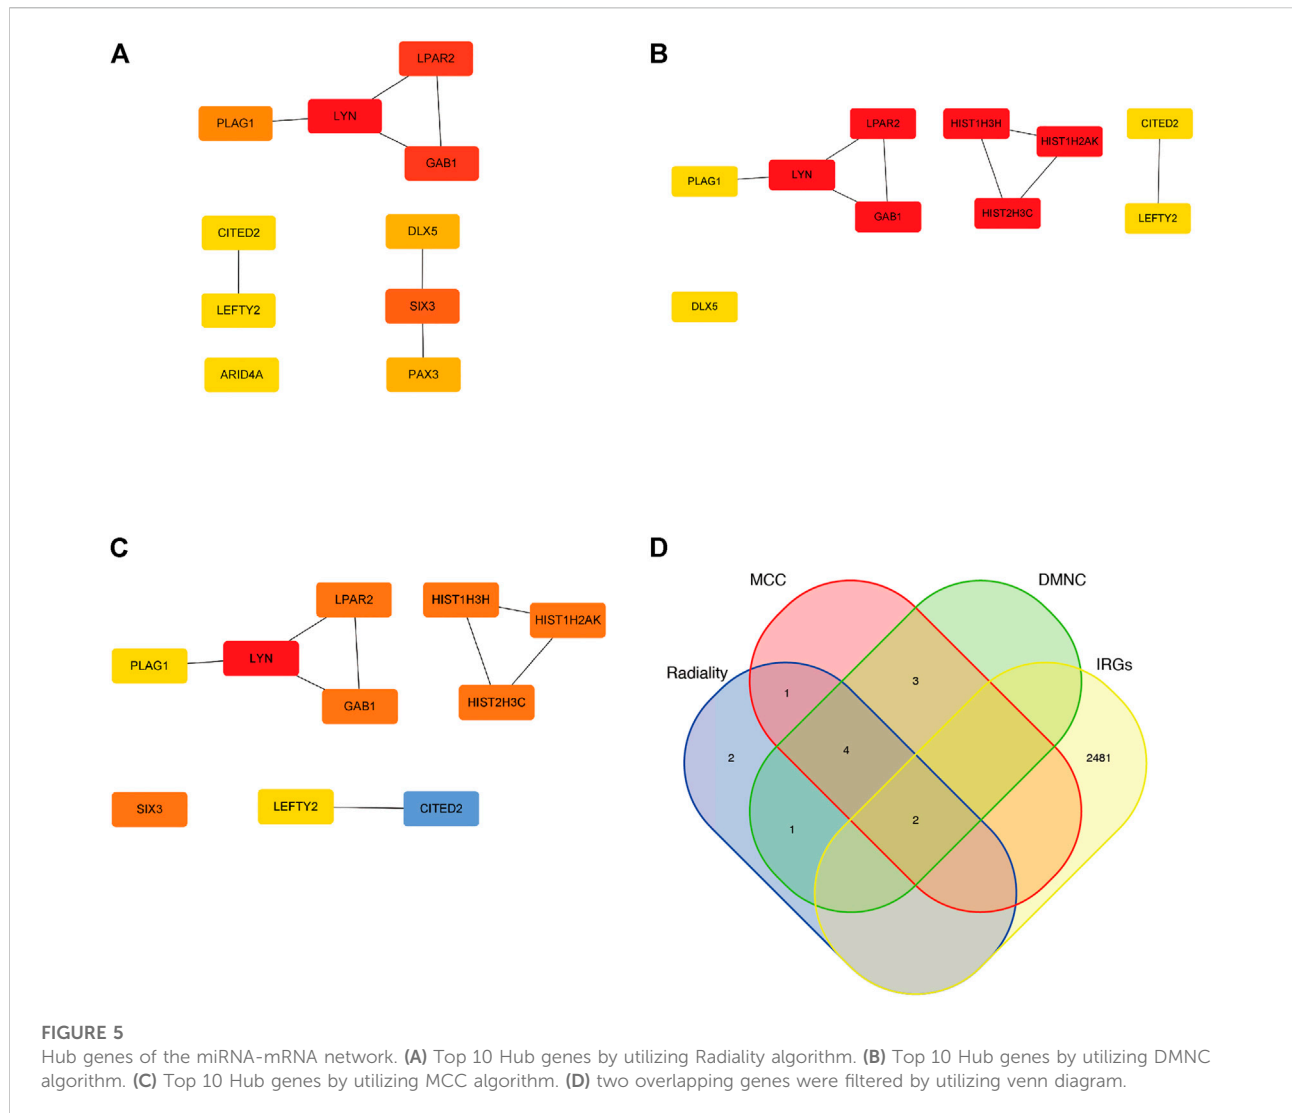 A
LPAR2
PLAG1
LYN
GAB1
CITED2
DLX5
LEFTY2
SIX3
ARID4A
PAX3
B
LPAR2
HIST1H3H
CITED2
HIST1H2AK
PLAG1
LYN
GAB1
HIST2H3C
LEFTY2
DLX5
C
LPAR2
HIST1H3H
HIST1H2AK
PLAG1
LYN
GAB1
HIST2H3C
SIX3
LEFTY2
CITED2
D
MCC
DMNC
Radiality
IRGs
1
3
2
4
2481
1
2
FIGURE 5
Hub genes of the miRNA-mRNA network. (A) Top 10 Hub genes by utilizing Radiality algorithm. (B) Top 10 Hub genes by utilizing DMNC
algorithm. (C) Top 10 Hub genes by utilizing MCC algorithm. (D) two overlapping genes were filtered by utilizing venn diagram.